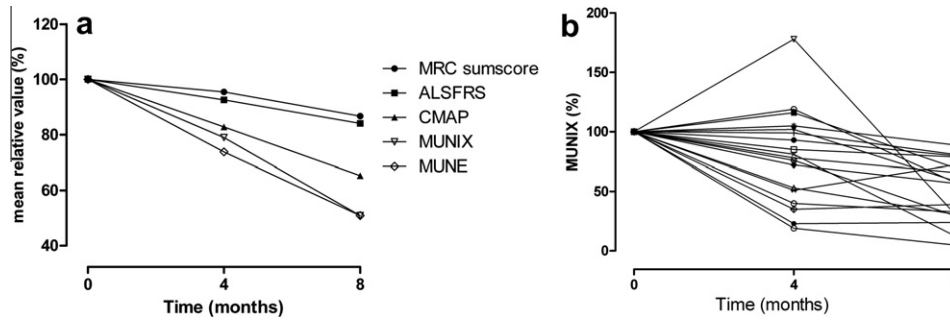 a
120
100
80
60
40
mean relative value (%)
0
4
8
Time (months)
MRC sumscore
ALSFRS
CMAP
MUNIX
MUNE
b
200
150
100
50
0
MUNIX (%)
0
4
Time (months)